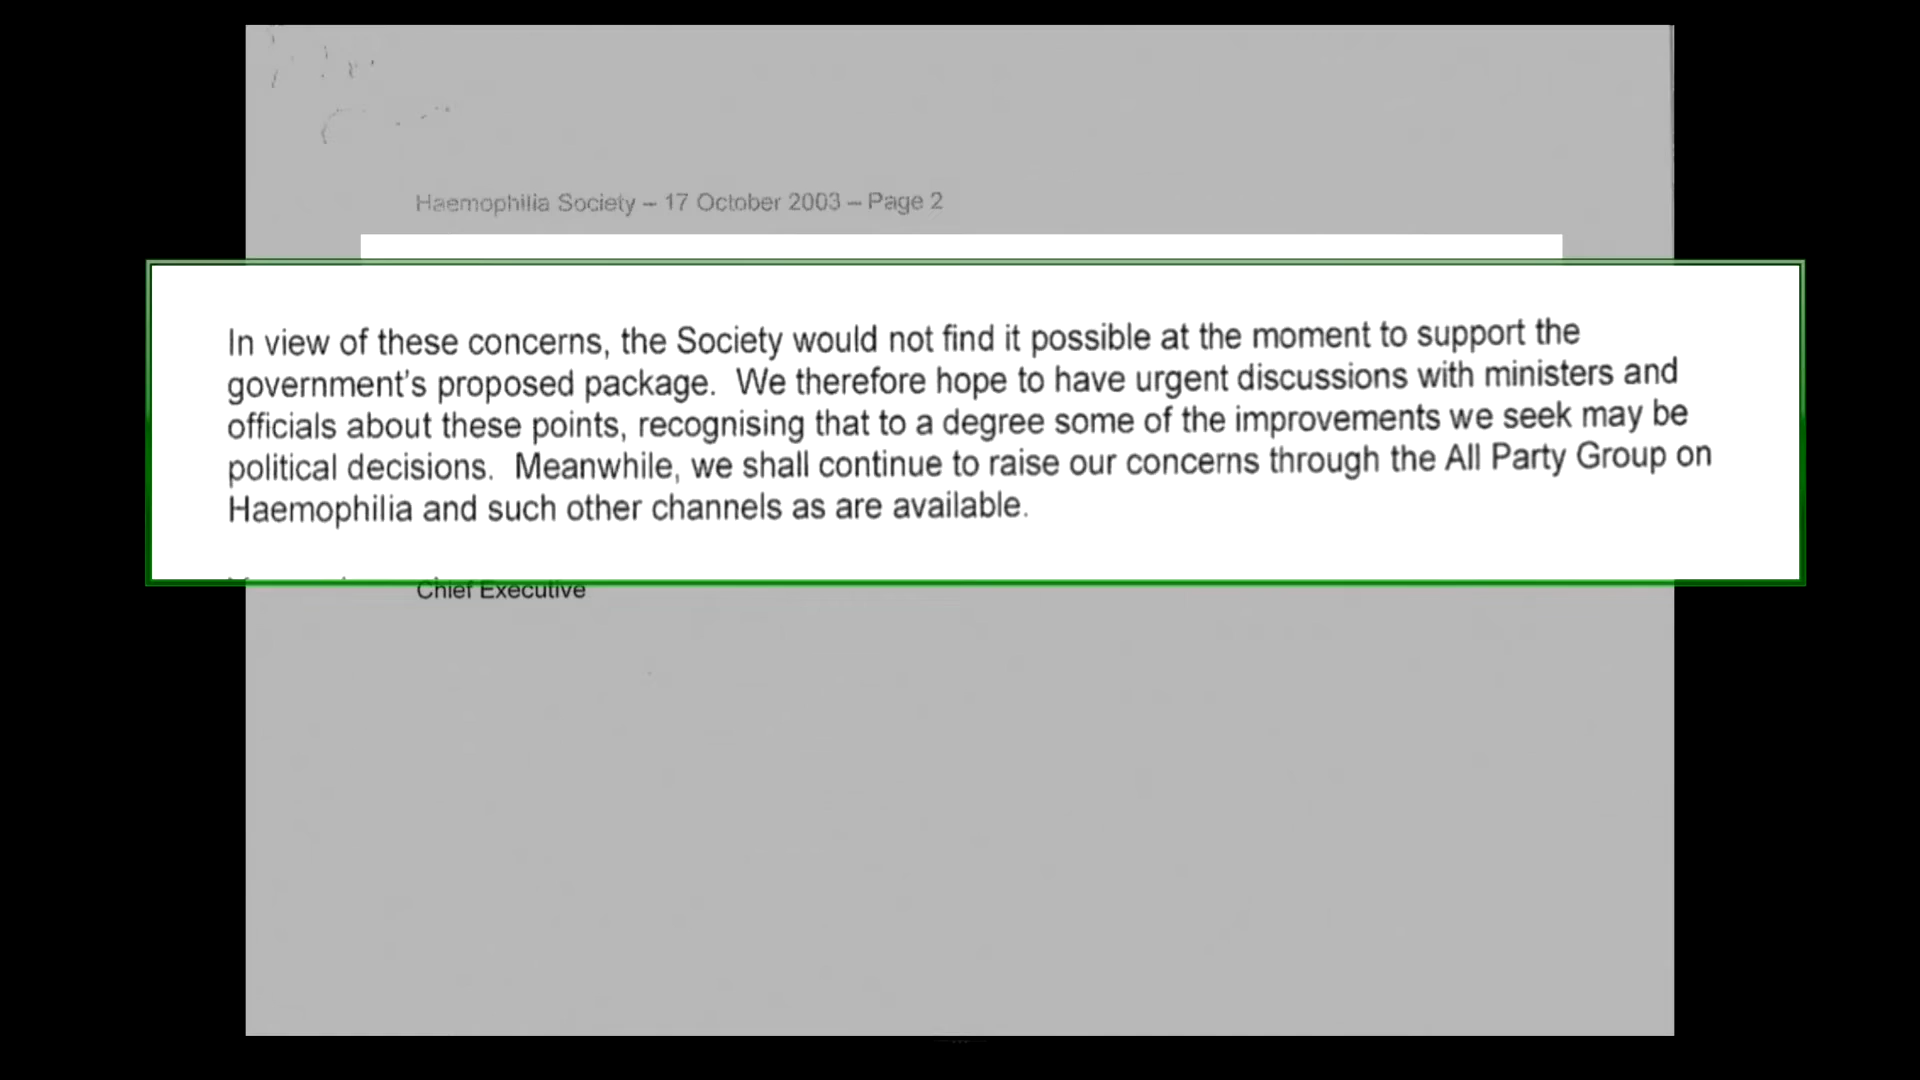 Haemophilia Society – 17 October 2003 – Page 2
In view of these concerns, the Society would not find it possible at the moment to support the
government's proposed package.  We therefore hope to have urgent discussions with ministers and
officials about these points, recognising that to a degree some of the improvements we seek may be
political decisions.  Meanwhile, we shall continue to raise our concerns through the All Party Group on
Haemophilia and such other channels as are available.
Chief Executive